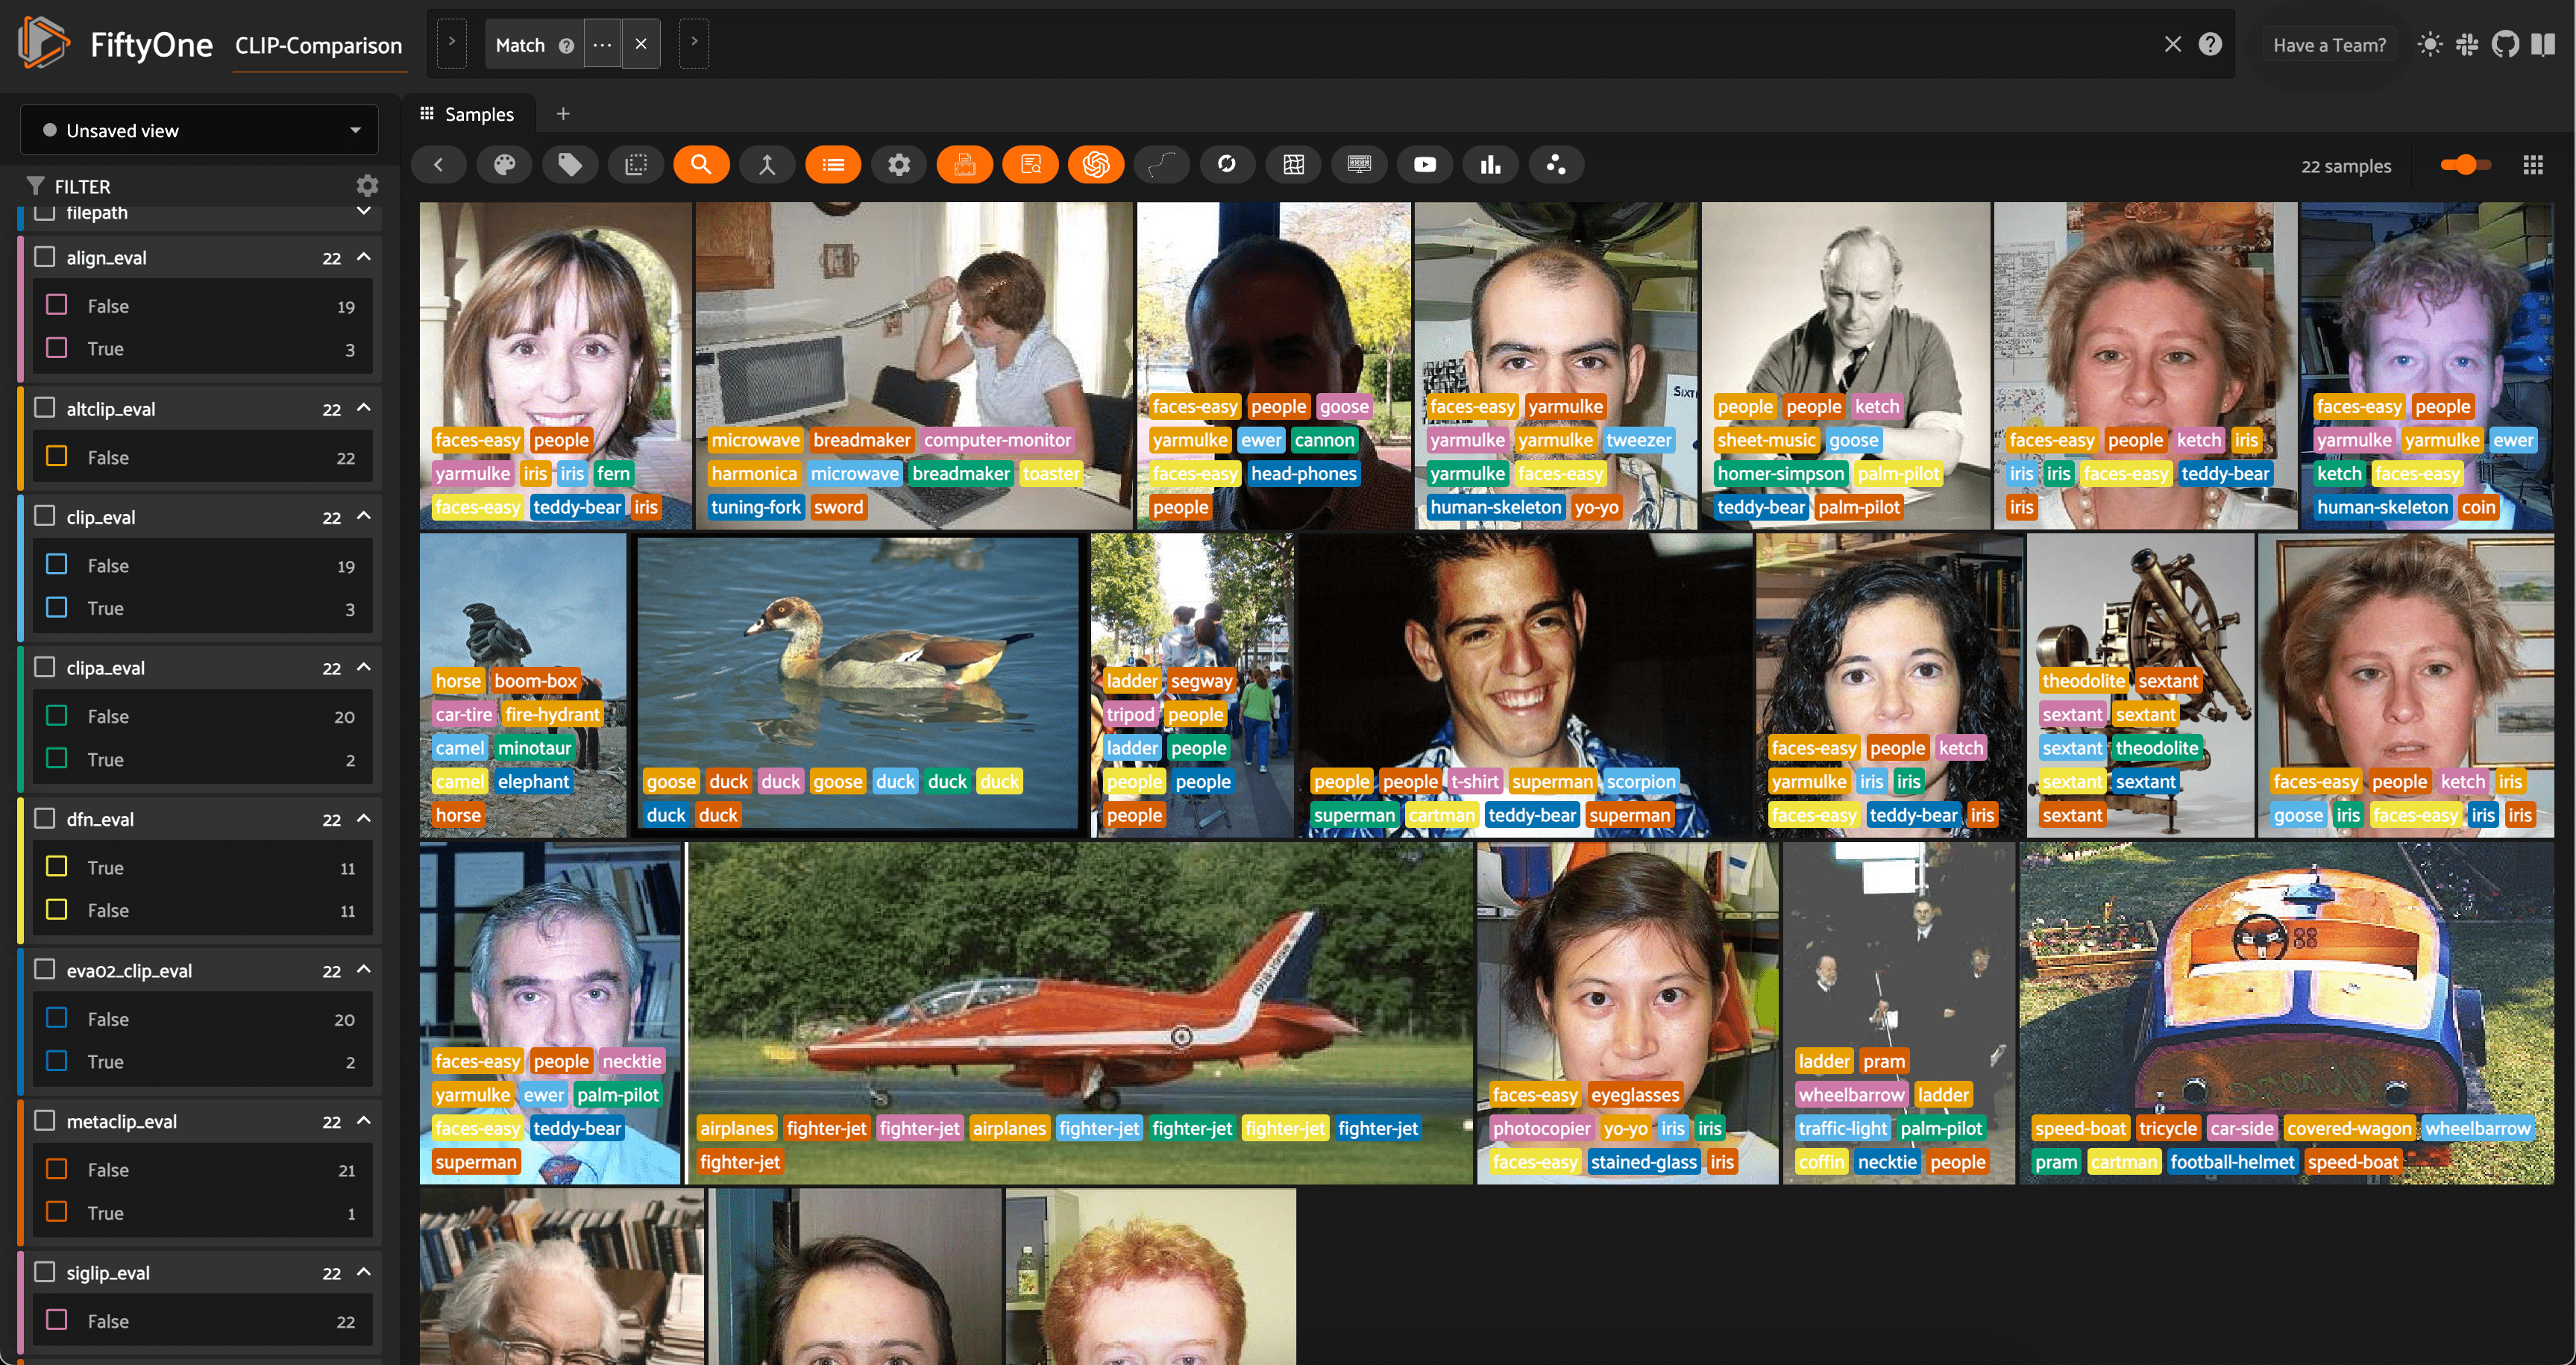 FiftyOne CLIP-Comparison Match ? ... × × ? Have a Team?
Unsaved view
Samples +
FILTER
22 samples
filepath
align_eval 22
False 19
True 3
altclip_eval 22
False 22
clip_eval 22
False 19
True 3
clipa_eval 22
False 20
True 2
dfn_eval 22
True 11
False 11
eva02_clip_eval 22
False 20
True 2
metaclip_eval 22
False 21
True 1
siglip_eval 22
False 22
faces-easy people
yarmulke iris iris fern
faces-easy teddy-bear iris
microwave breadmaker computer-monitor
harmonica microwave breadmaker toaster
tuning-fork sword
faces-easy people goose
yarmulke ewer cannon
faces-easy head-phones
people
SIXT
faces-easy yarmulke
yarmulke yarmulke tweezer
yarmulke faces-easy
human-skeleton yo-yo
people people ketch
sheet-music goose
homer-simpson palm-pilot
teddy-bear palm-pilot
faces-easy people ketch iris
iris iris faces-easy teddy-bear
iris
faces-easy people
yarmulke yarmulke ewer
ketch faces-easy
human-skeleton coin
horse boom-box
car-tire fire-hydrant
camel minotaur
camel elephant
horse
goose duck duck goose duck duck duck
duck duck
ladder segway
tripod people
ladder people
people people
people
people people t-shirt superman scorpion
superman cartman teddy-bear superman
faces-easy people ketch
yarmulke iris iris
faces-easy teddy-bear iris
theodolite sextant
sextant sextant
sextant theodolite
sextant sextant
sextant
faces-easy people ketch iris
goose iris faces-easy iris iris
faces-easy people necktie
yarmulke ewer palm-pilot
faces-easy teddy-bear
superman
airplanes fighter-jet fighter-jet airplanes fighter-jet fighter-jet fighter-jet fighter-jet
fighter-jet
faces-easy eyeglasses
photocopier yo-yo iris iris
faces-easy stained-glass iris
ladder pram
wheelbarrow ladder
traffic-light palm-pilot
coffin necktie people
speed-boat tricycle car-side covered-wagon wheelbarrow
pram cartman football-helmet speed-boat